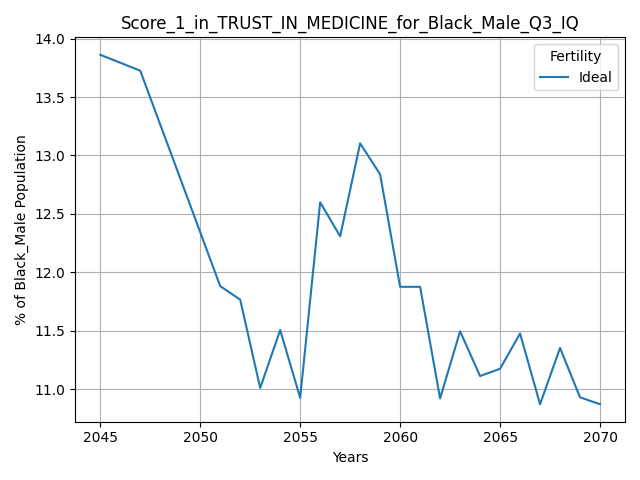 Score_1_in_TRUST_IN_MEDICINE_for_Black_Male_Q3_IQ
14.0
13.5
13.0
12.5
12.0
11.5
11.0
% of Black_Male Population
Fertility
Ideal
2045 2050 2055 2060 2065 2070
Years